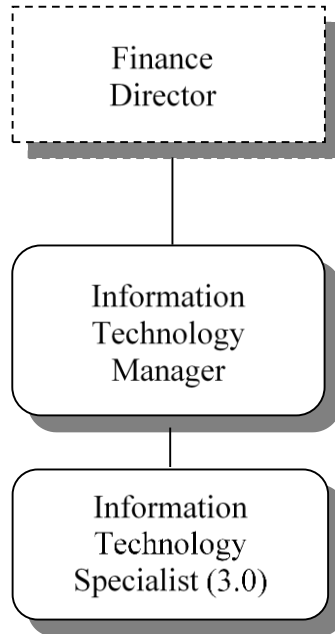 Finance
Director
Information
Technology
Manager
Information
Technology
Specialist (3.0)